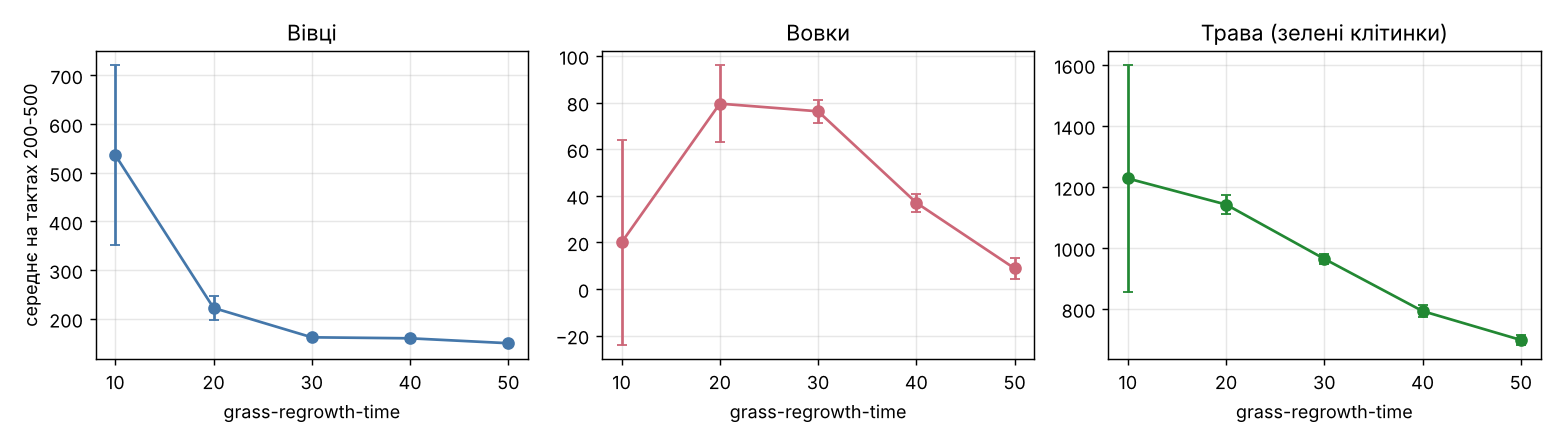 Вівці
середнє на тактах 200-500
700
600
500
400
300
200
10 20 30 40 50
grass-regrowth-time
Вовки
100
80
60
40
20
0
−20
10 20 30 40 50
grass-regrowth-time
Трава (зелені клітинки)
1600
1400
1200
1000
800
10 20 30 40 50
grass-regrowth-time